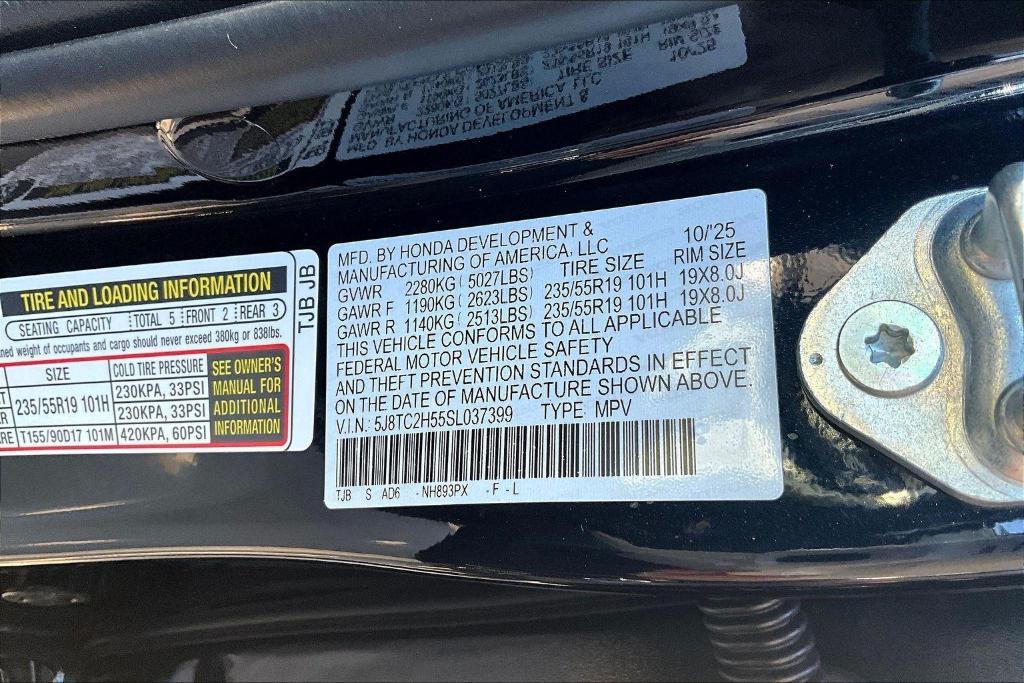 TIRE AND LOADING INFORMATION
SEATING CAPACITY TOTAL 5 FRONT 2 REAR 3
ned weight of occupants and cargo should never exceed 380kg or 838lbs.
SIZE COLD TIRE PRESSURE
235/55R19 101H 230KPA, 33PSI
230KPA, 33PSI
T155/90D17 101M 420KPA, 60PSI
SEE OWNER'S
MANUAL FOR
ADDITIONAL
INFORMATION
TJB JB
MFD. BY HONDA DEVELOPMENT & 10/'25
MANUFACTURING OF AMERICA, LLC
GVWR 2280KG ( 5027LBS) TIRE SIZE RIM SIZE
GAWR F 1190KG ( 2623LBS) 235/55R19 101H 19X8.0J
GAWR R 1140KG ( 2513LBS) 235/55R19 101H 19X8.0J
THIS VEHICLE CONFORMS TO ALL APPLICABLE
FEDERAL MOTOR VEHICLE SAFETY
AND THEFT PREVENTION STANDARDS IN EFFECT
ON THE DATE OF MANUFACTURE SHOWN ABOVE.
V.I.N.: 5J8TC2H55SL037399 TYPE: MPV
TJB S AD6 -NH893PX -F-L